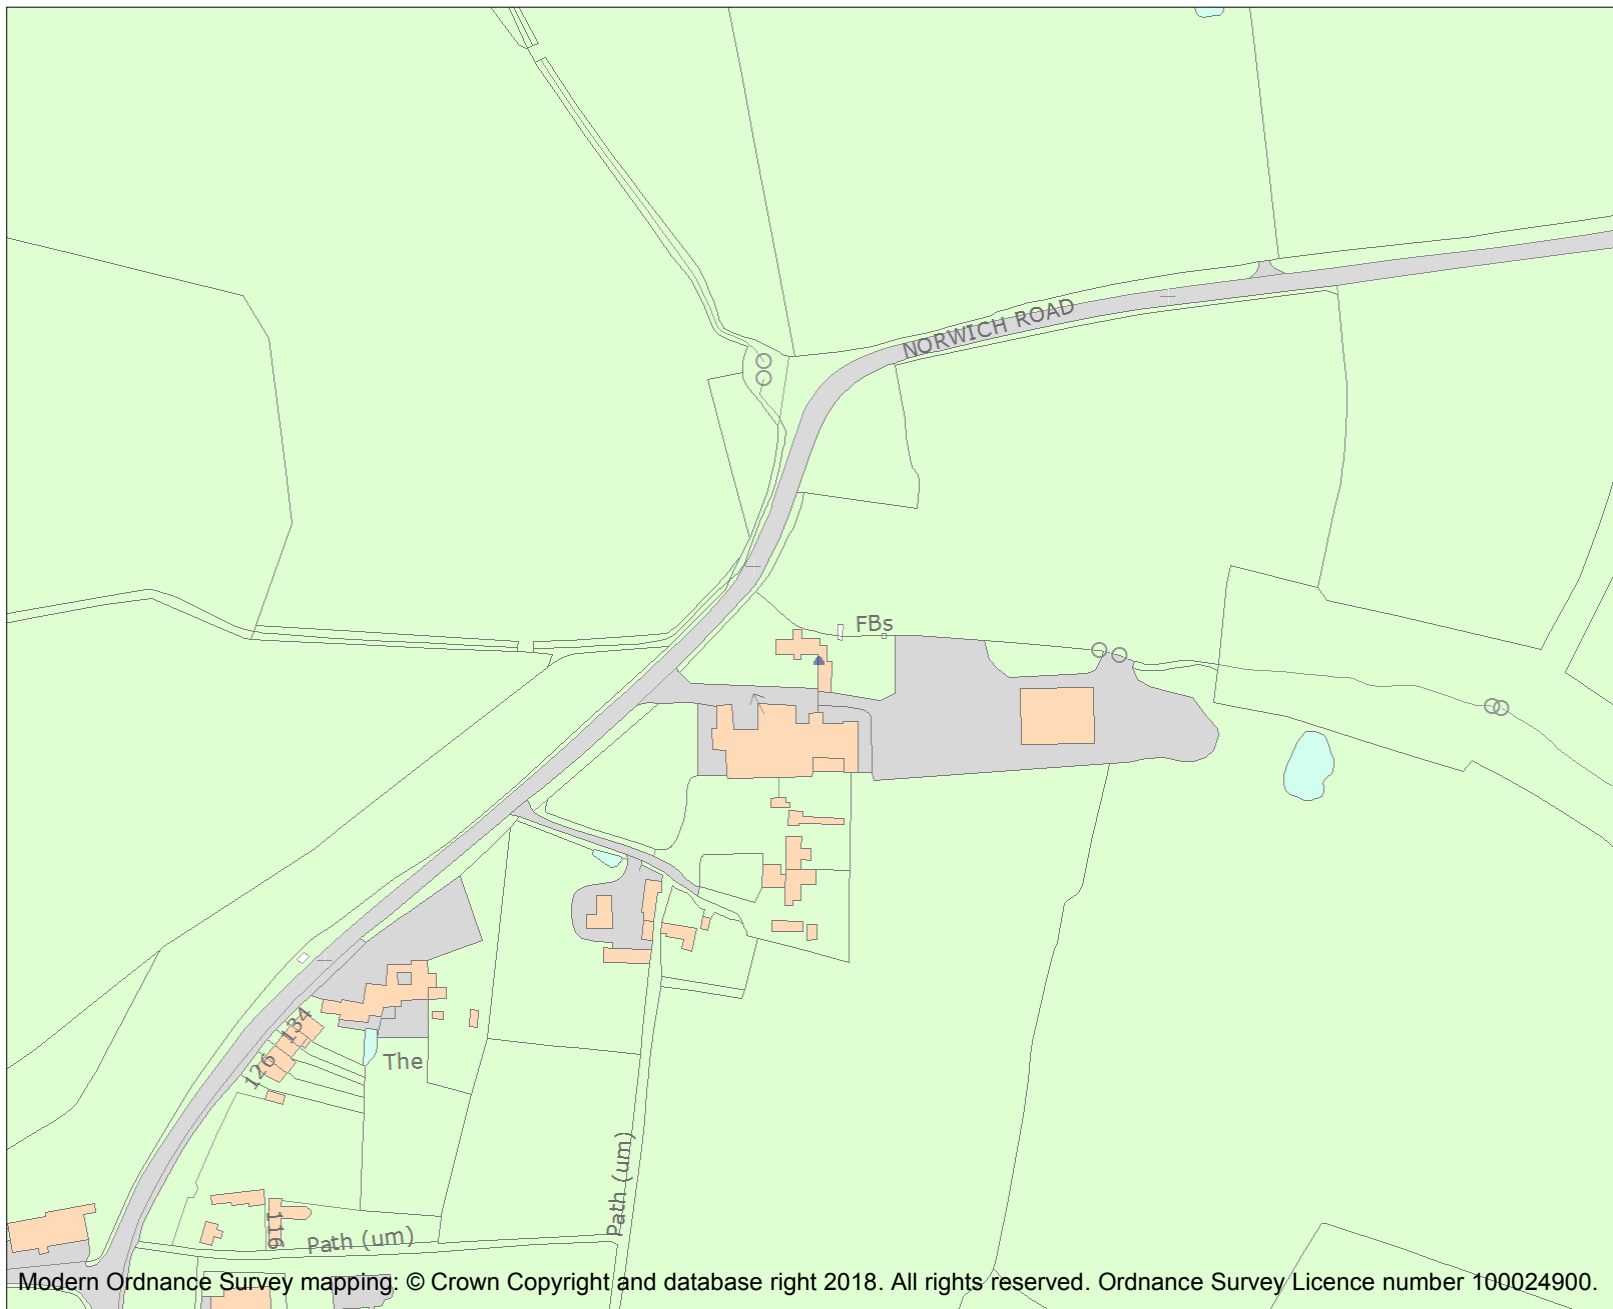 NORWICH ROAD
FBs
134
126
The
Path (um)
116
Path (um)
Modern Ordnance Survey mapping: © Crown Copyright and database right 2018. All rights reserved. Ordnance Survey Licence number 100024900.